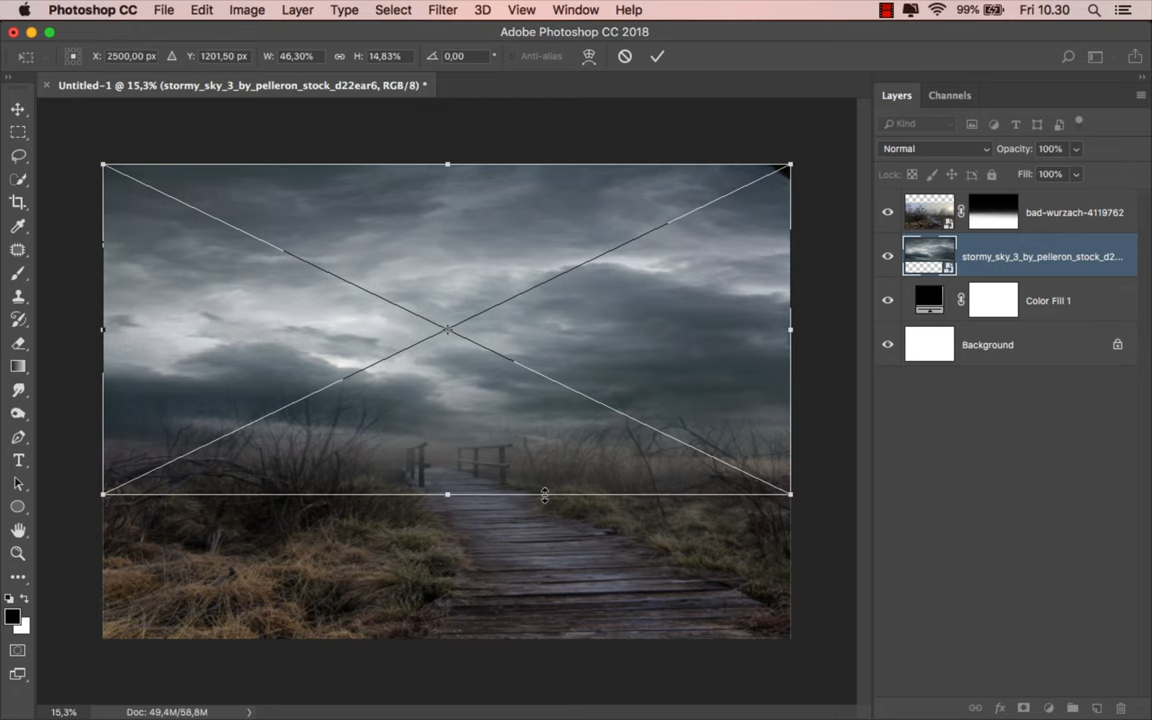 Photoshop CC File Edit Image Layer Type Select Filter 3D View Window Help 99% Fri 10.30
Adobe Photoshop CC 2018
X: 2500,00 px Y: 1201,50 px W: 46,30% H: 14,83% 0,00 ° Anti-alias
Untitled-1 @ 15,3% (stormy_sky_3_by_pelleron_stock_d22ear6, RGB/8) *
Layers Channels
Kind
Normal Opacity: 100%
Lock: Fill: 100%
bad-wurzach-4119762
stormy_sky_3_by_pelleron_stock_d2...
Color Fill 1
Background
15,3% Doc: 49,4M/58,8M